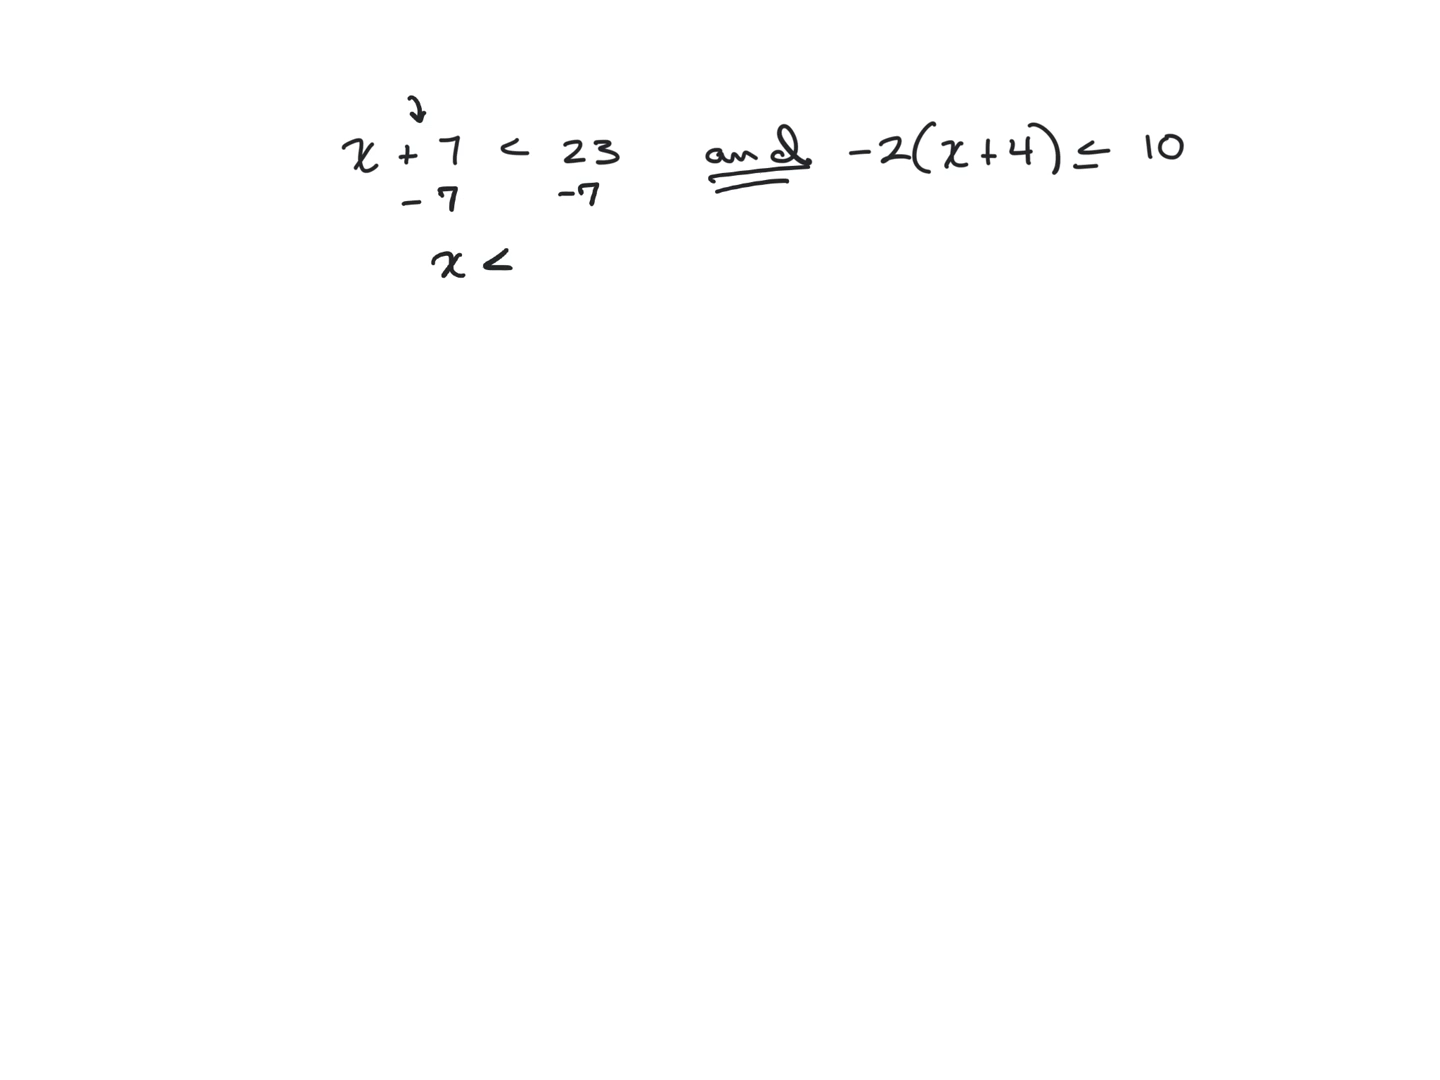 x + 7 < 23 and -2(x+4) ≤ 10
- 7 -7
x <